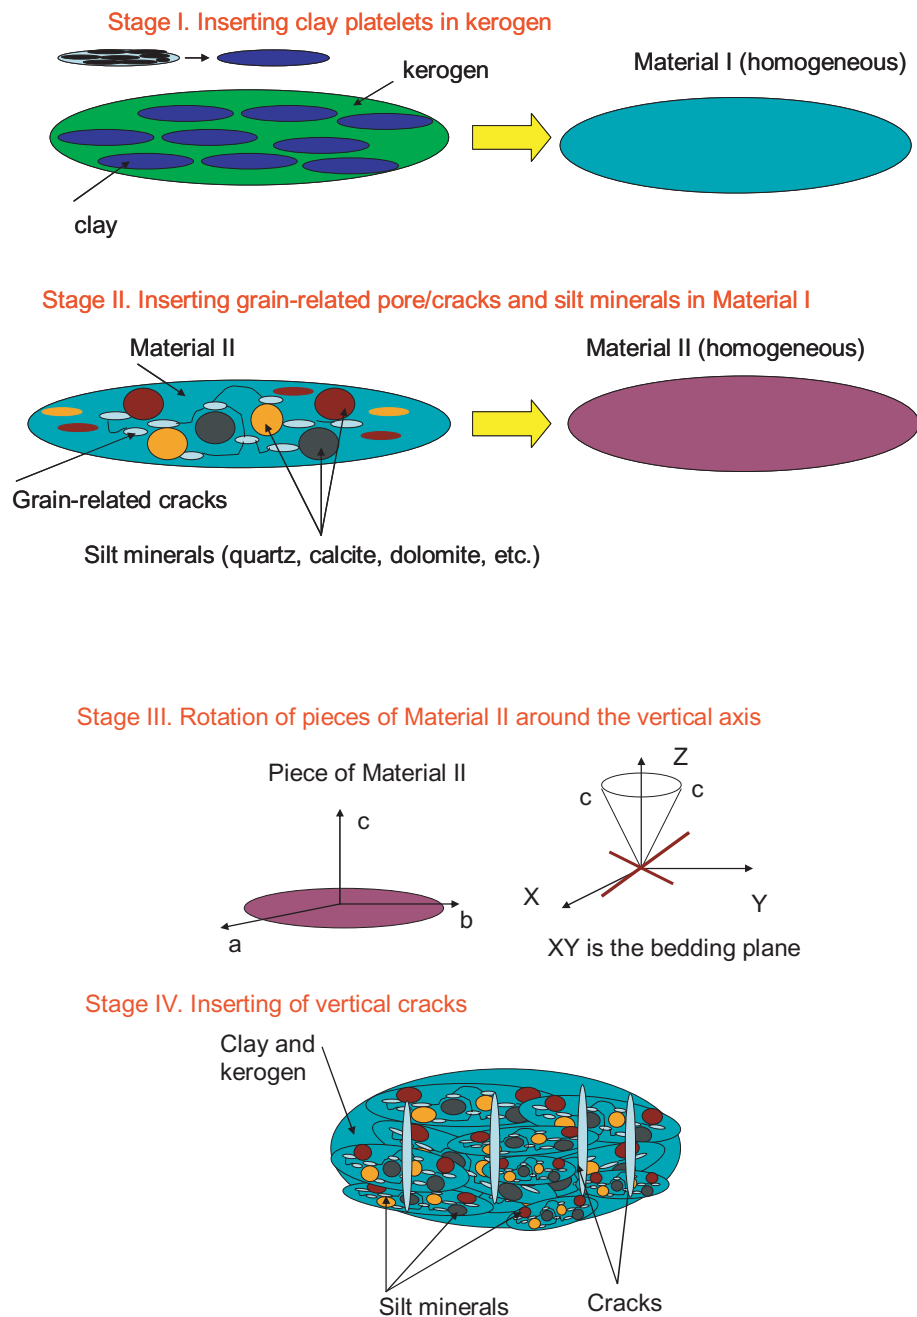 Stage I. Inserting clay platelets in kerogen
kerogen
Material I (homogeneous)
clay
Stage II. Inserting grain-related pore/cracks and silt minerals in Material I
Material II
Material II (homogeneous)
Grain-related cracks
Silt minerals (quartz, calcite, dolomite, etc.)
Stage III. Rotation of pieces of Material II around the vertical axis
Piece of Material II
c
a
b
Z
c
c
X
Y
XY is the bedding plane
Stage IV. Inserting of vertical cracks
Clay and
kerogen
Silt minerals
Cracks